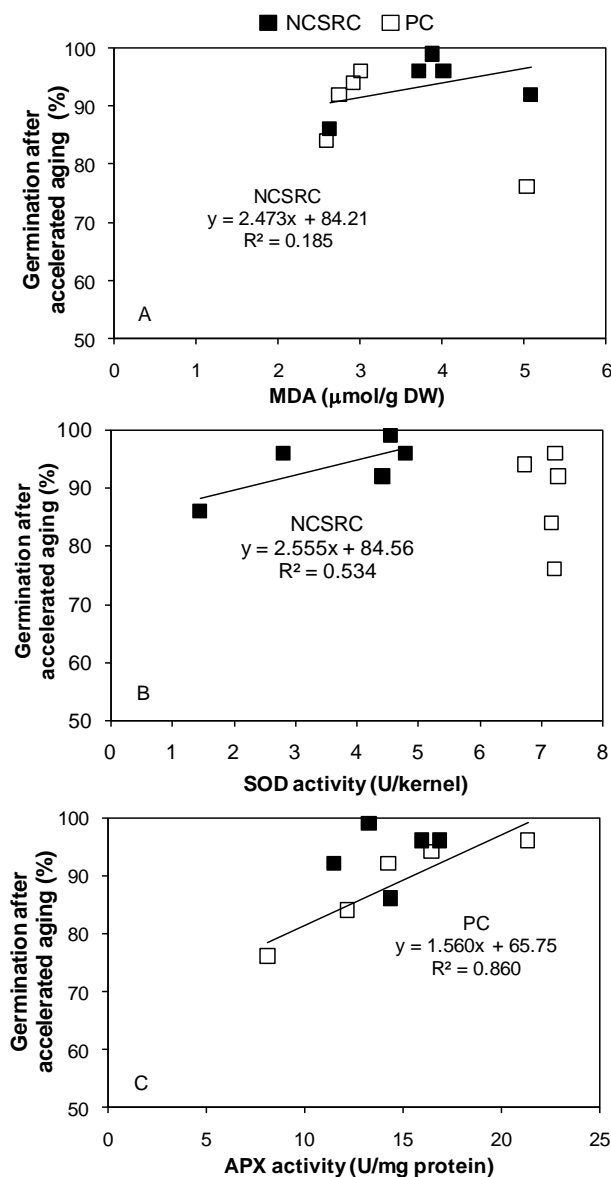 NCSRC PC
Germination after
accelerated aging (%)
100
90
80
70
60
50
NCSRC
y = 2.473x + 84.21
R² = 0.185
A
0 1 2 3 4 5 6
MDA (µmol/g DW)
Germination after
accelerated aging (%)
100
90
80
70
60
50
NCSRC
y = 2.555x + 84.56
R² = 0.534
B
0 1 2 3 4 5 6 7 8
SOD activity (U/kernel)
Germination after
accelerated aging (%)
100
90
80
70
60
50
PC
y = 1.560x + 65.75
R² = 0.860
C
0 5 10 15 20 25
APX activity (U/mg protein)